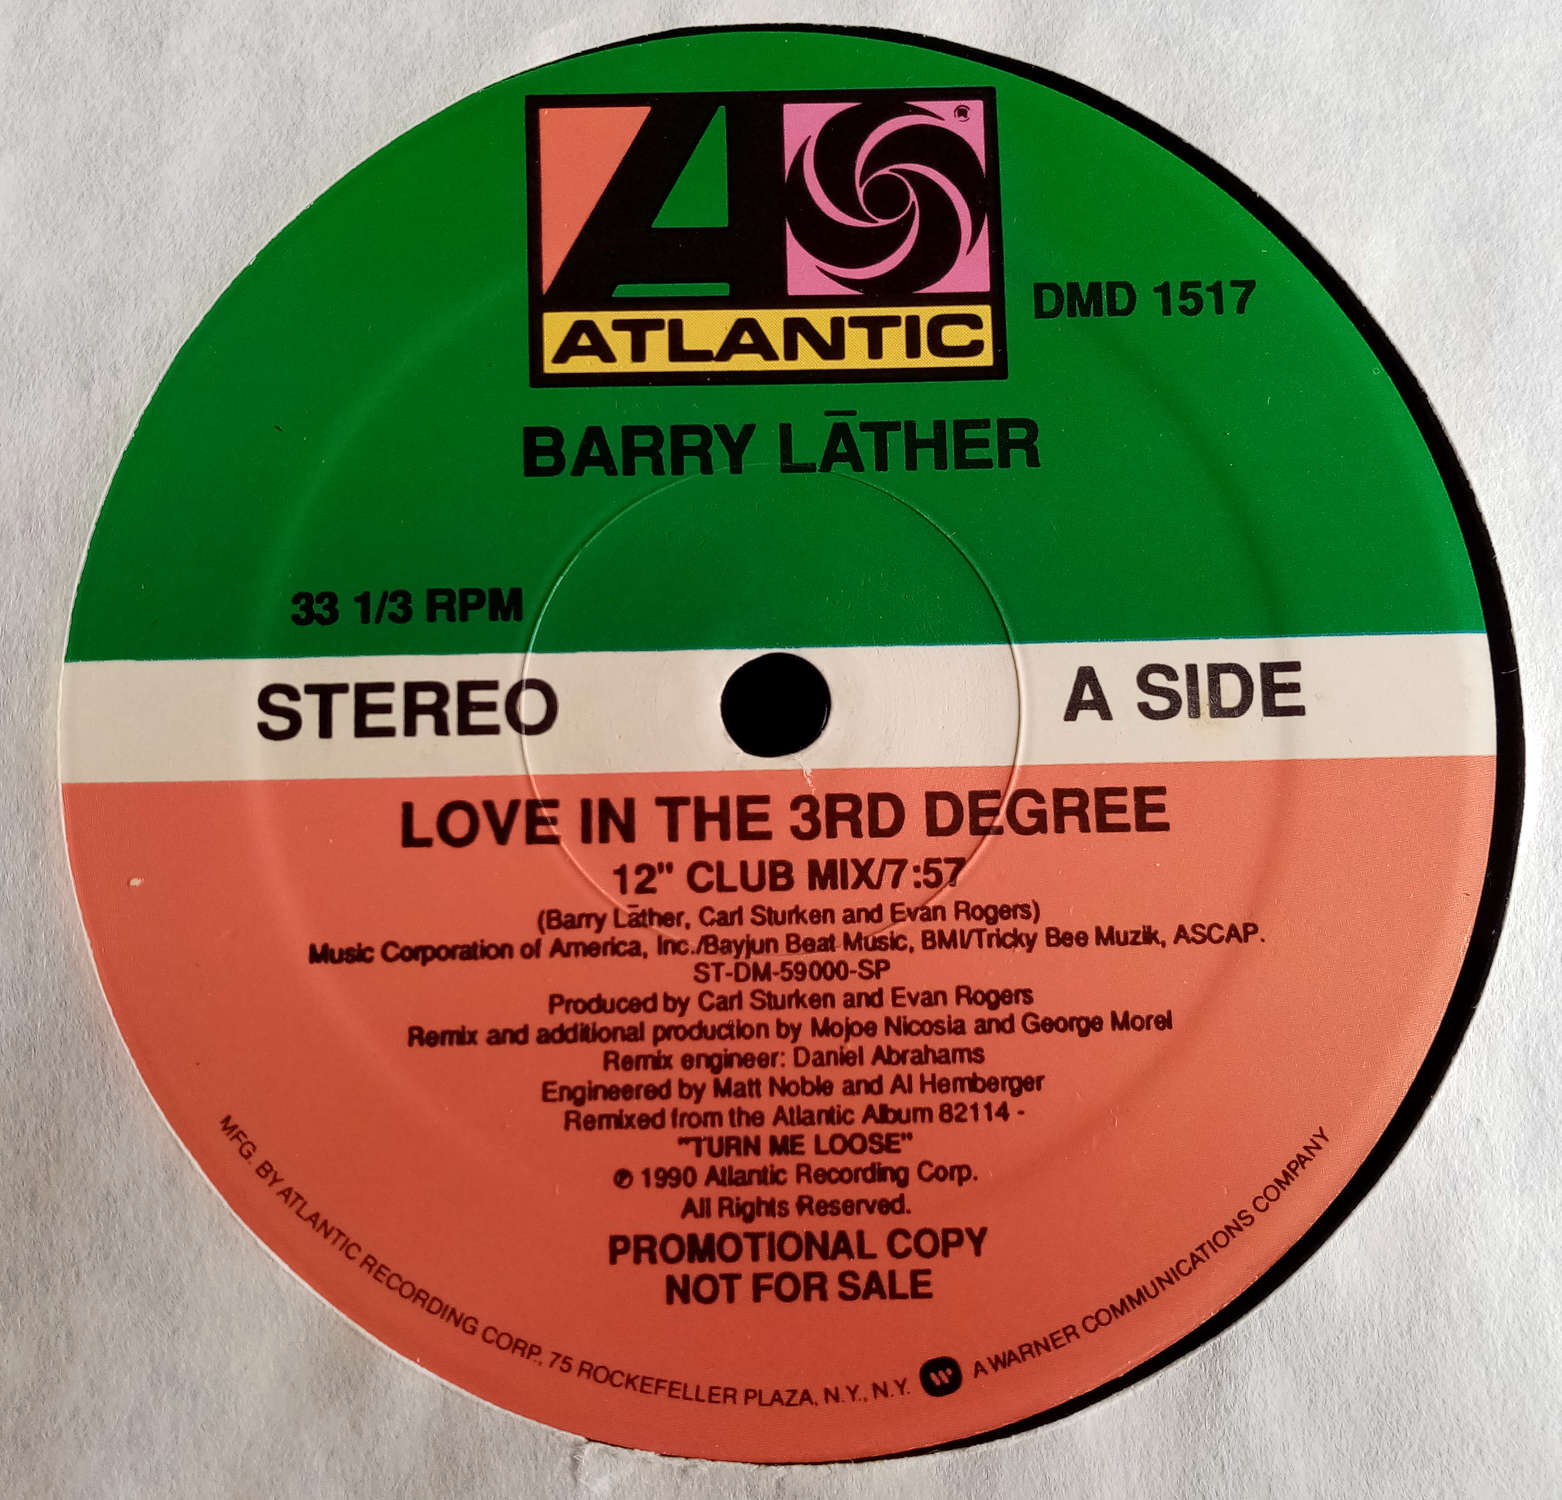 ATLANTIC
DMD 1517
BARRY LĀTHER
33 1/3 RPM
STEREO
A SIDE
LOVE IN THE 3RD DEGREE
12" CLUB MIX/7:57
(Barry Lāther, Carl Sturken and Evan Rogers)
Music Corporation of America, Inc./Bayjun Beat Music, BMI/Tricky Bee Muzik, ASCAP.
ST-DM-59000-SP
Produced by Carl Sturken and Evan Rogers
Remix and additional production by Mojoe Nicosia and George Morel
Remix engineer: Daniel Abrahams
Engineered by Matt Noble and Al Hemberger
Remixed from the Atlantic Album 82114 -
"TURN ME LOOSE"
℗ 1990 Atlantic Recording Corp.
All Rights Reserved.
PROMOTIONAL COPY
NOT FOR SALE
MFG. BY ATLANTIC RECORDING CORP., 75 ROCKEFELLER PLAZA, N.Y., N.Y. A WARNER COMMUNICATIONS COMPANY